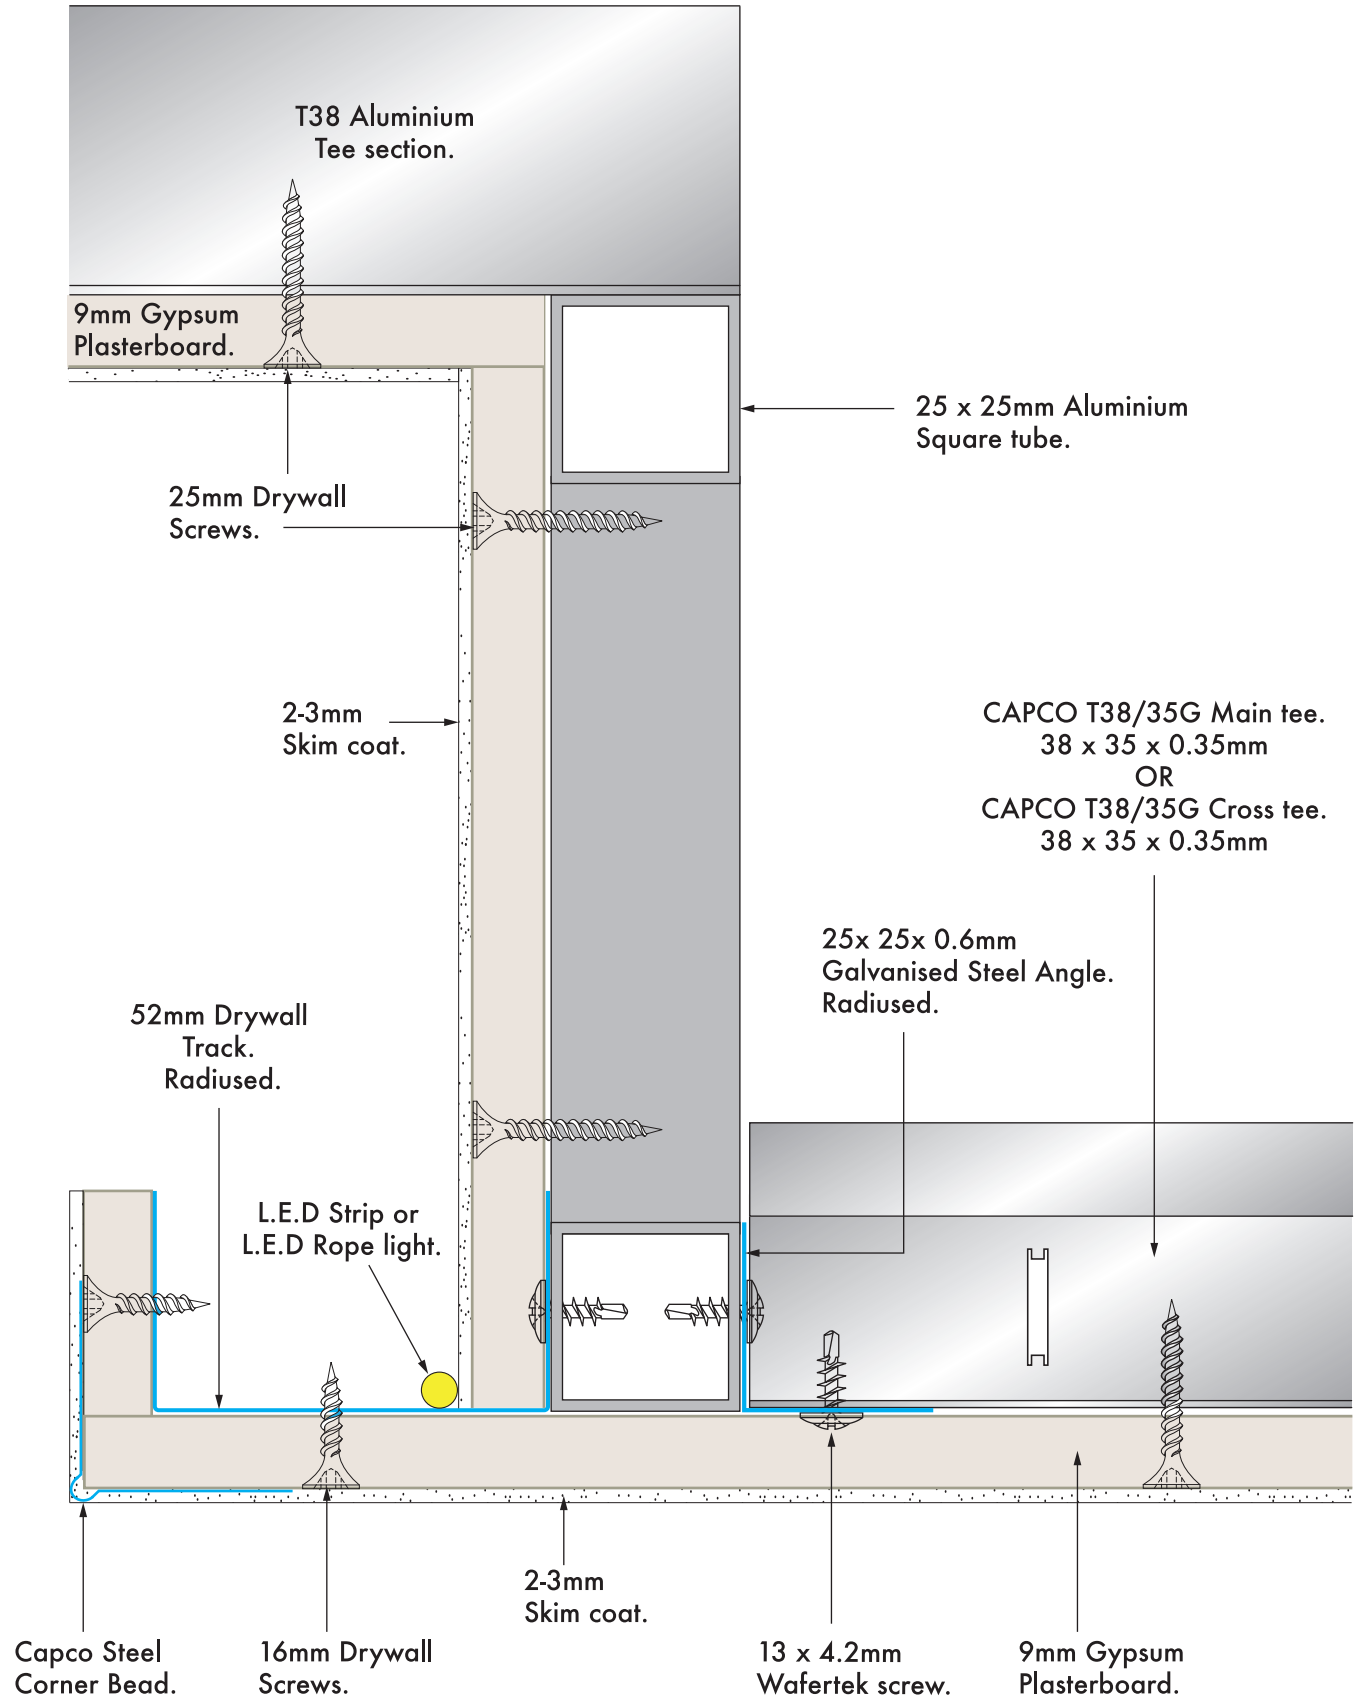 T38 Aluminium
Tee section.
9mm Gypsum
Plasterboard.
25 x 25mm Aluminium
Square tube.
25mm Drywall
Screws.
2-3mm
Skim coat.
CAPCO T38/35G Main tee.
38 x 35 x 0.35mm
OR
CAPCO T38/35G Cross tee.
38 x 35 x 0.35mm
25x 25x 0.6mm
Galvanised Steel Angle.
Radiused.
52mm Drywall
Track.
Radiused.
L.E.D Strip or
L.E.D Rope light.
2-3mm
Skim coat.
Capco Steel
Corner Bead.
16mm Drywall
Screws.
13 x 4.2mm
Wafertek screw.
9mm Gypsum
Plasterboard.